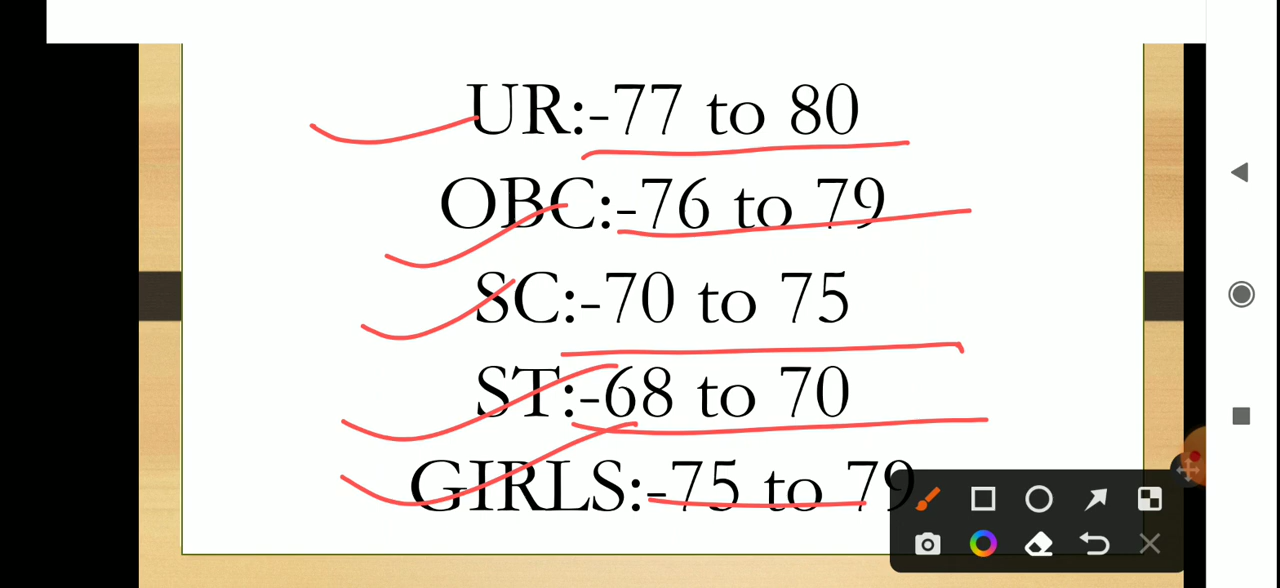 UR:-77 to 80
OBC:-76 to 79
SC:-70 to 75
ST:-68 to 70
GIRLS:-75 to 79